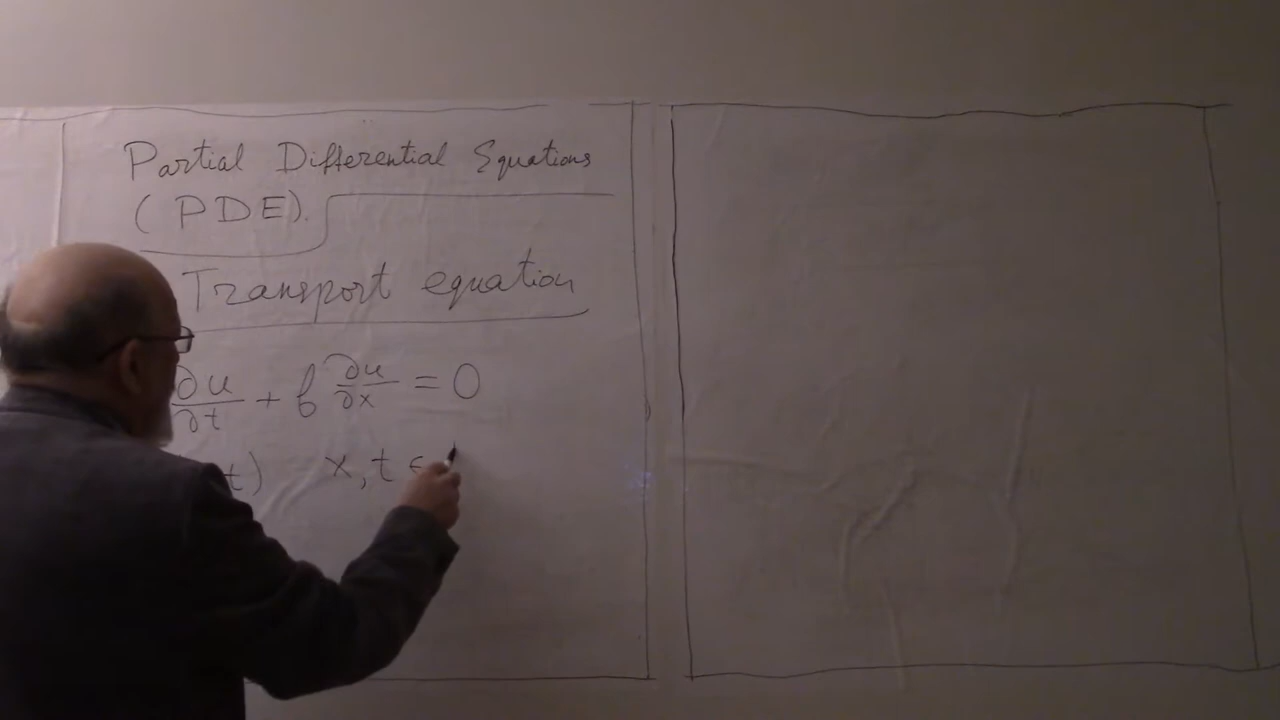 Partial Differential Equations
(PDE).
Transport equation
∂u/∂t + b ∂u/∂x = 0
t) x, t ∈